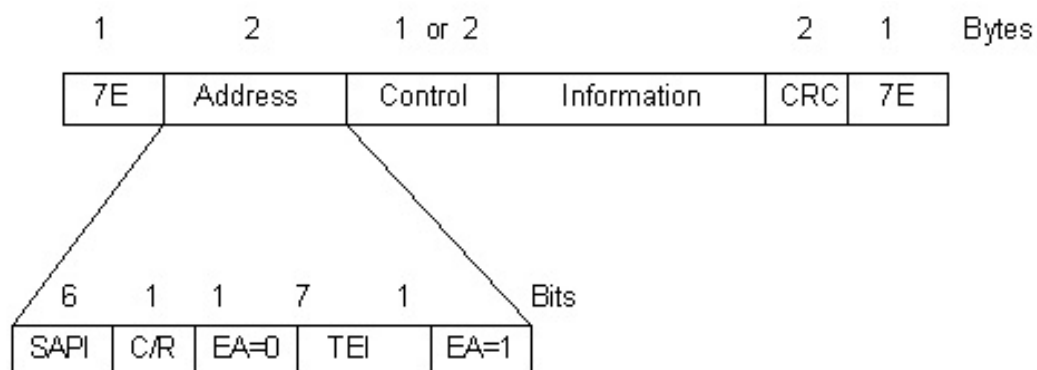 1 2 1 or 2 2 1 Bytes
7E Address Control Information CRC 7E
6 1 1 7 1 Bits
SAPI C/R EA=0 TEI EA=1